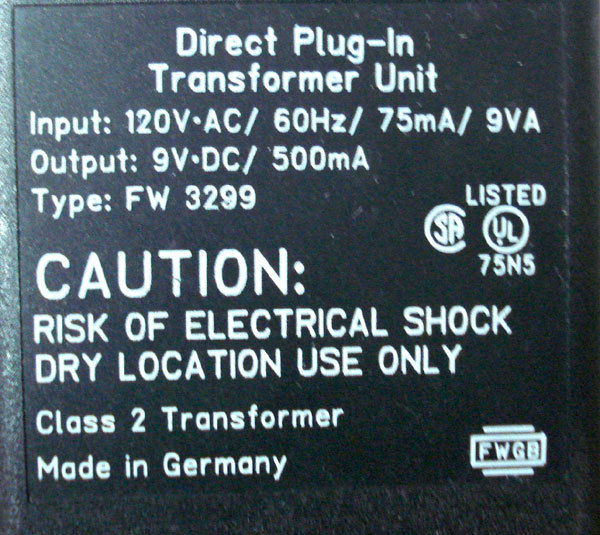 Direct Plug-In
Transformer Unit
Input: 120V•AC/ 60Hz/ 75mA/ 9VA
Output: 9V•DC/ 500mA
Type: FW 3299
LISTED
SA UL
75N5
CAUTION:
RISK OF ELECTRICAL SHOCK
DRY LOCATION USE ONLY
Class 2 Transformer
Made in Germany
FWGB